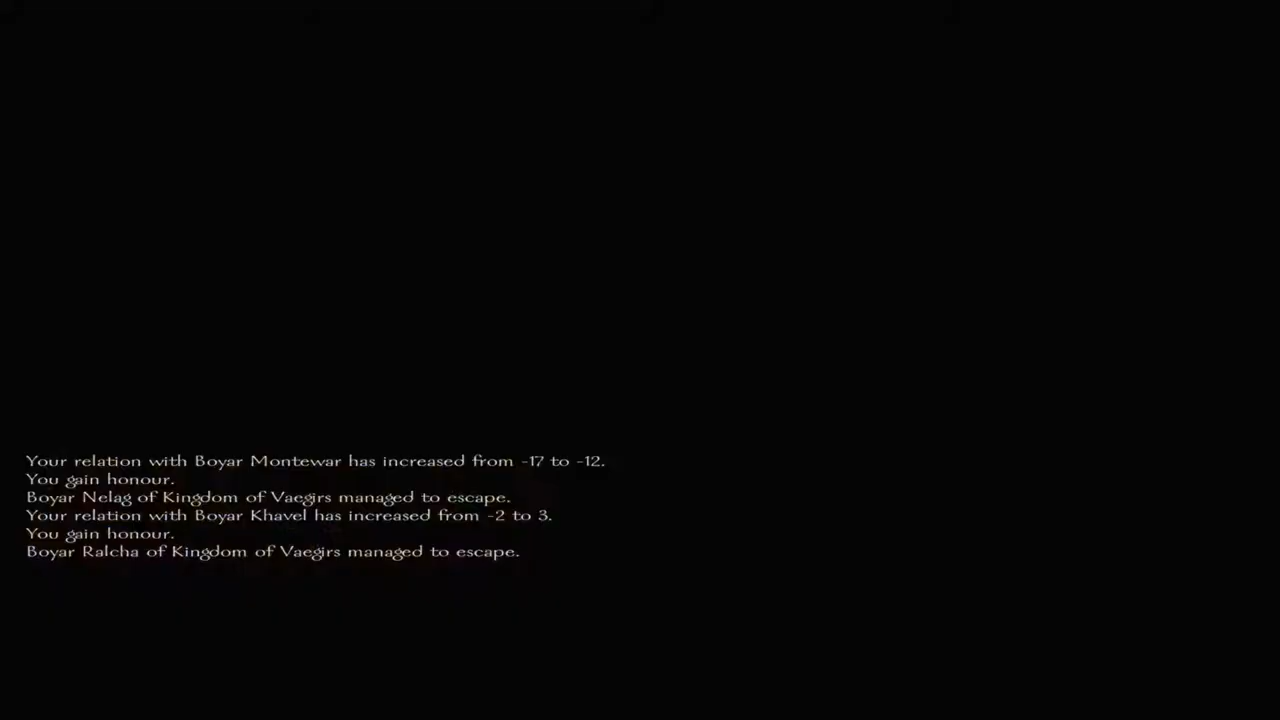 Your relation with Boyar Montewar has increased from -17 to -12.
You gain honour.
Boyar Nelag of Kingdom of Vaegirs managed to escape.
Your relation with Boyar Khavel has increased from -2 to 3.
You gain honour.
Boyar Ralcha of Kingdom of Vaegirs managed to escape.